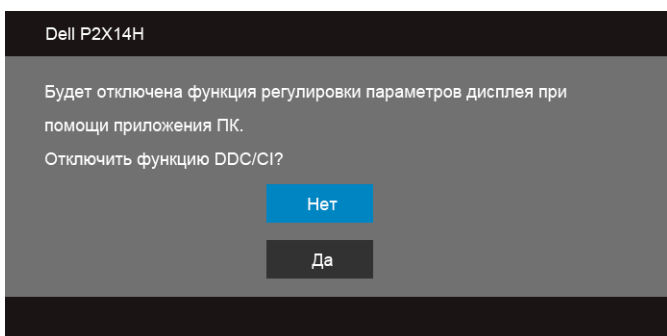 Dell P2X14H
Будет отключена функция регулировки параметров дисплея при
помощи приложения ПК.
Отключить функцию DDC/CI?
Нет
Да